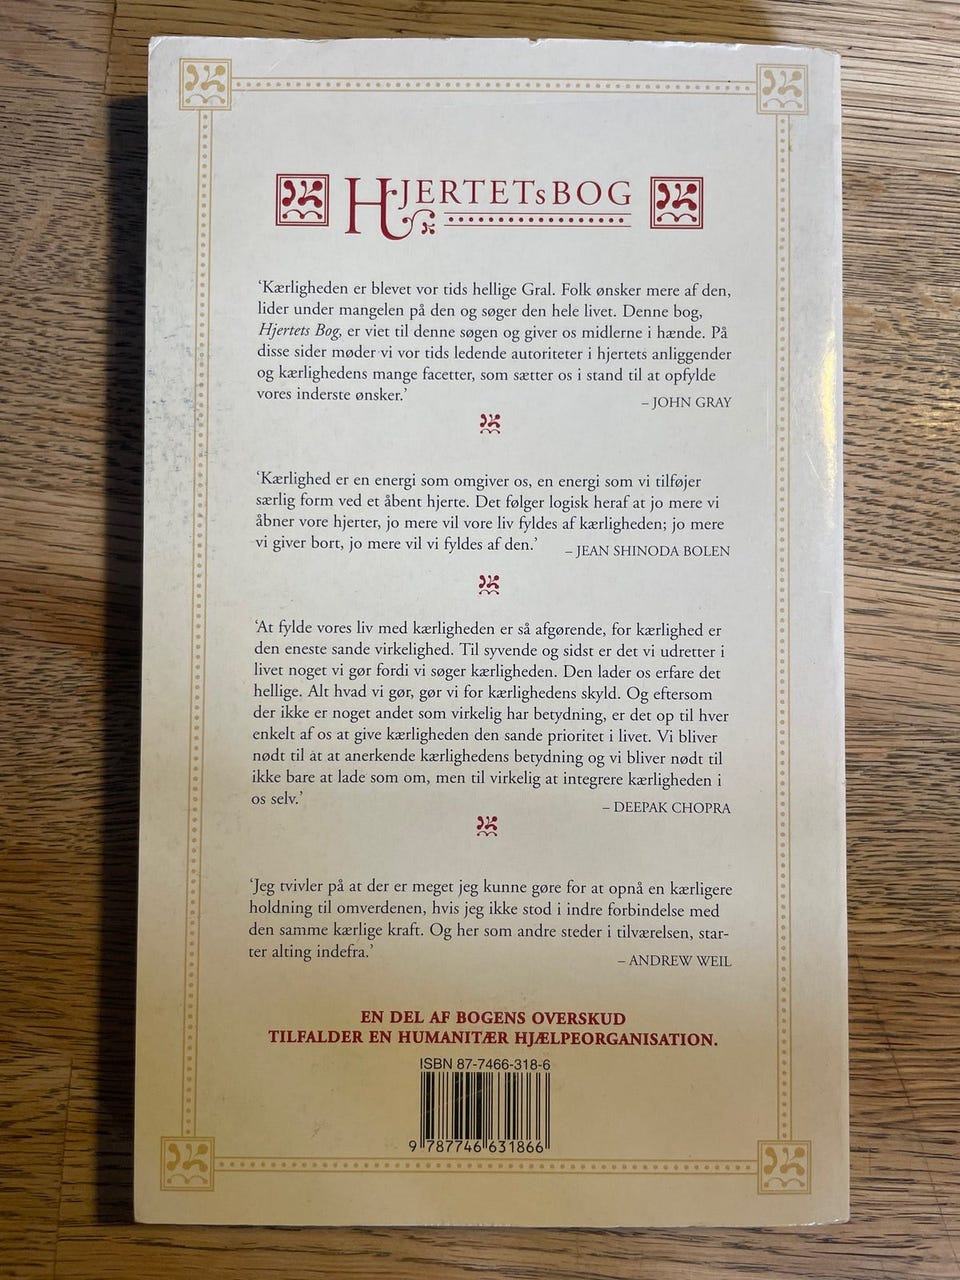 HJERTETsBOG
'Kærligheden er blevet vor tids hellige Gral. Folk ønsker mere af den,
lider under mangelen på den og søger den hele livet. Denne bog,
Hjertets Bog, er viet til denne søgen og giver os midlerne i hænde. På
disse sider møder vi vor tids ledende autoriteter i hjertets anliggender
og kærlighedens mange facetter, som sætter os i stand til at opfylde
vores inderste ønsker.'
– JOHN GRAY
'Kærlighed er en energi som omgiver os, en energi som vi tilføjer
særlig form ved et åbent hjerte. Det følger logisk heraf at jo mere vi
åbner vore hjerter, jo mere vil vore liv fyldes af kærligheden; jo mere
vi giver bort, jo mere vil vi fyldes af den.'
– JEAN SHINODA BOLEN
'At fylde vores liv med kærligheden er så afgørende, for kærlighed er
den eneste sande virkelighed. Til syvende og sidst er det vi udretter i
livet noget vi gør fordi vi søger kærligheden. Den lader os erfare det
hellige. Alt hvad vi gør, gør vi for kærlighedens skyld. Og eftersom
der ikke er noget andet som virkelig har betydning, er det op til hver
enkelt af os at give kærligheden den sande prioritet i livet. Vi bliver
nødt til at at anerkende kærlighedens betydning og vi bliver nødt til
ikke bare at lade som om, men til virkelig at integrere kærligheden i
os selv.'
– DEEPAK CHOPRA
'Jeg tvivler på at der er meget jeg kunne gøre for at opnå en kærligere
holdning til omverdenen, hvis jeg ikke stod i indre forbindelse med
den samme kærlige kraft. Og her som andre steder i tilværelsen, star-
ter alting indefra.'
– ANDREW WEIL
EN DEL AF BOGENS OVERSKUD
TILFALDER EN HUMANITÆR HJÆLPEORGANISATION.
ISBN 87-7466-318-6
9 787746 631866